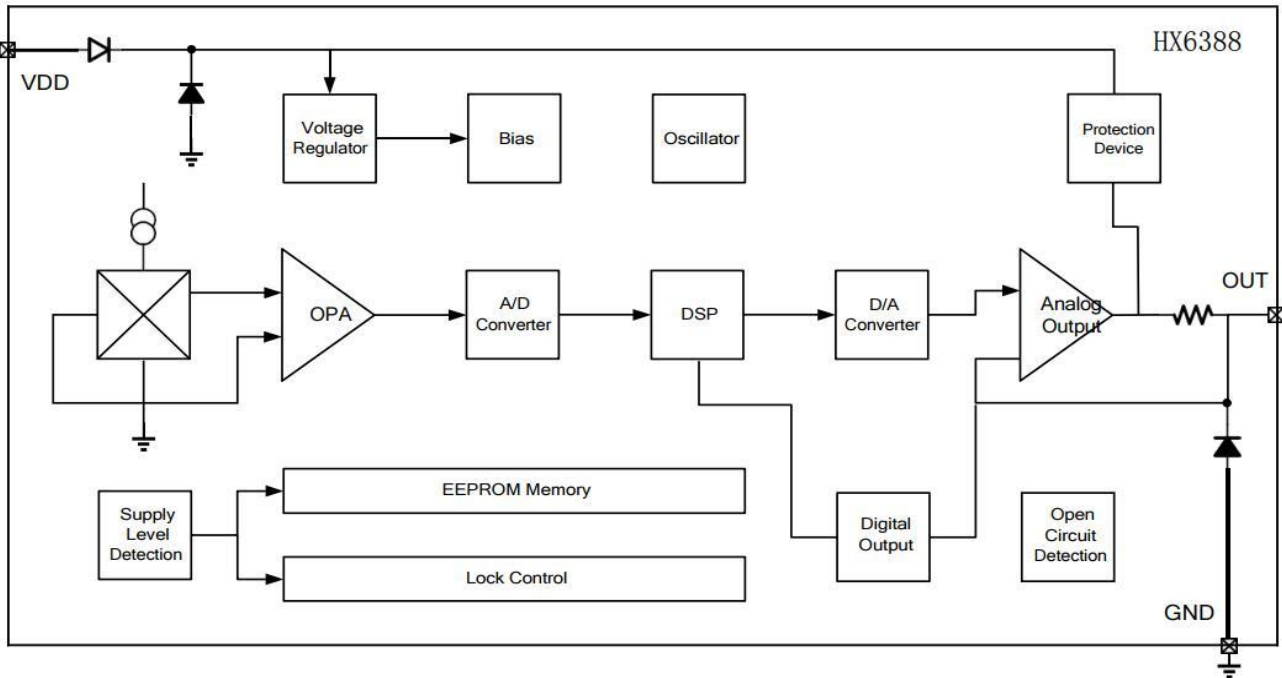 HX6388
VDD
Voltage
Regulator
Bias
Oscillator
Protection
Device
OPA
A/D
Converter
DSP
D/A
Converter
Analog
Output
OUT
EEPROM Memory
Supply
Level
Detection
Lock Control
Digital
Output
Open
Circuit
Detection
GND